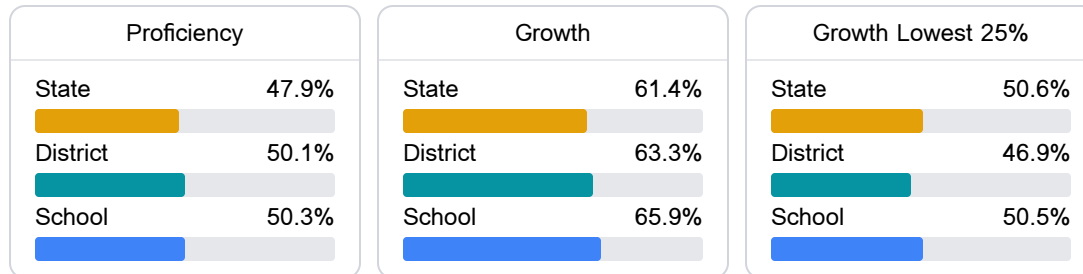 Proficiency
State 47.9%
District 50.1%
School 50.3%
Growth
State 61.4%
District 63.3%
School 65.9%
Growth Lowest 25%
State 50.6%
District 46.9%
School 50.5%